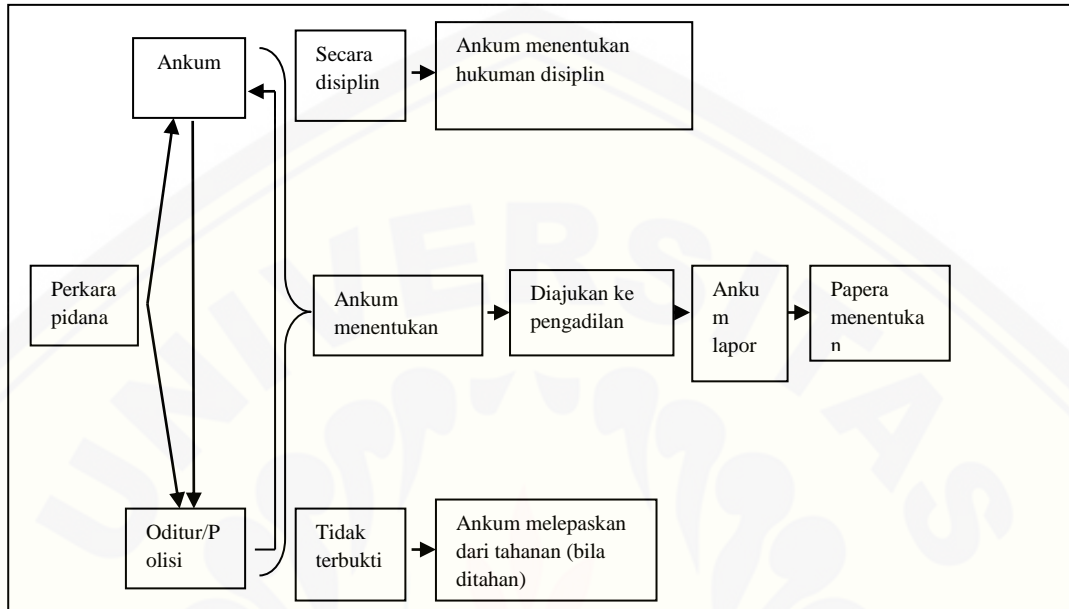 Ankum
Secara
disiplin
Ankum menentukan
hukuman disiplin
Perkara
pidana
Ankum
menentukan
Diajukan ke
pengadilan
Anku
m
lapor
Papera
menentuka
n
Oditur/P
olisi
Tidak
terbukti
Ankum melepaskan
dari tahanan (bila
ditahan)
UNIVERSITAS